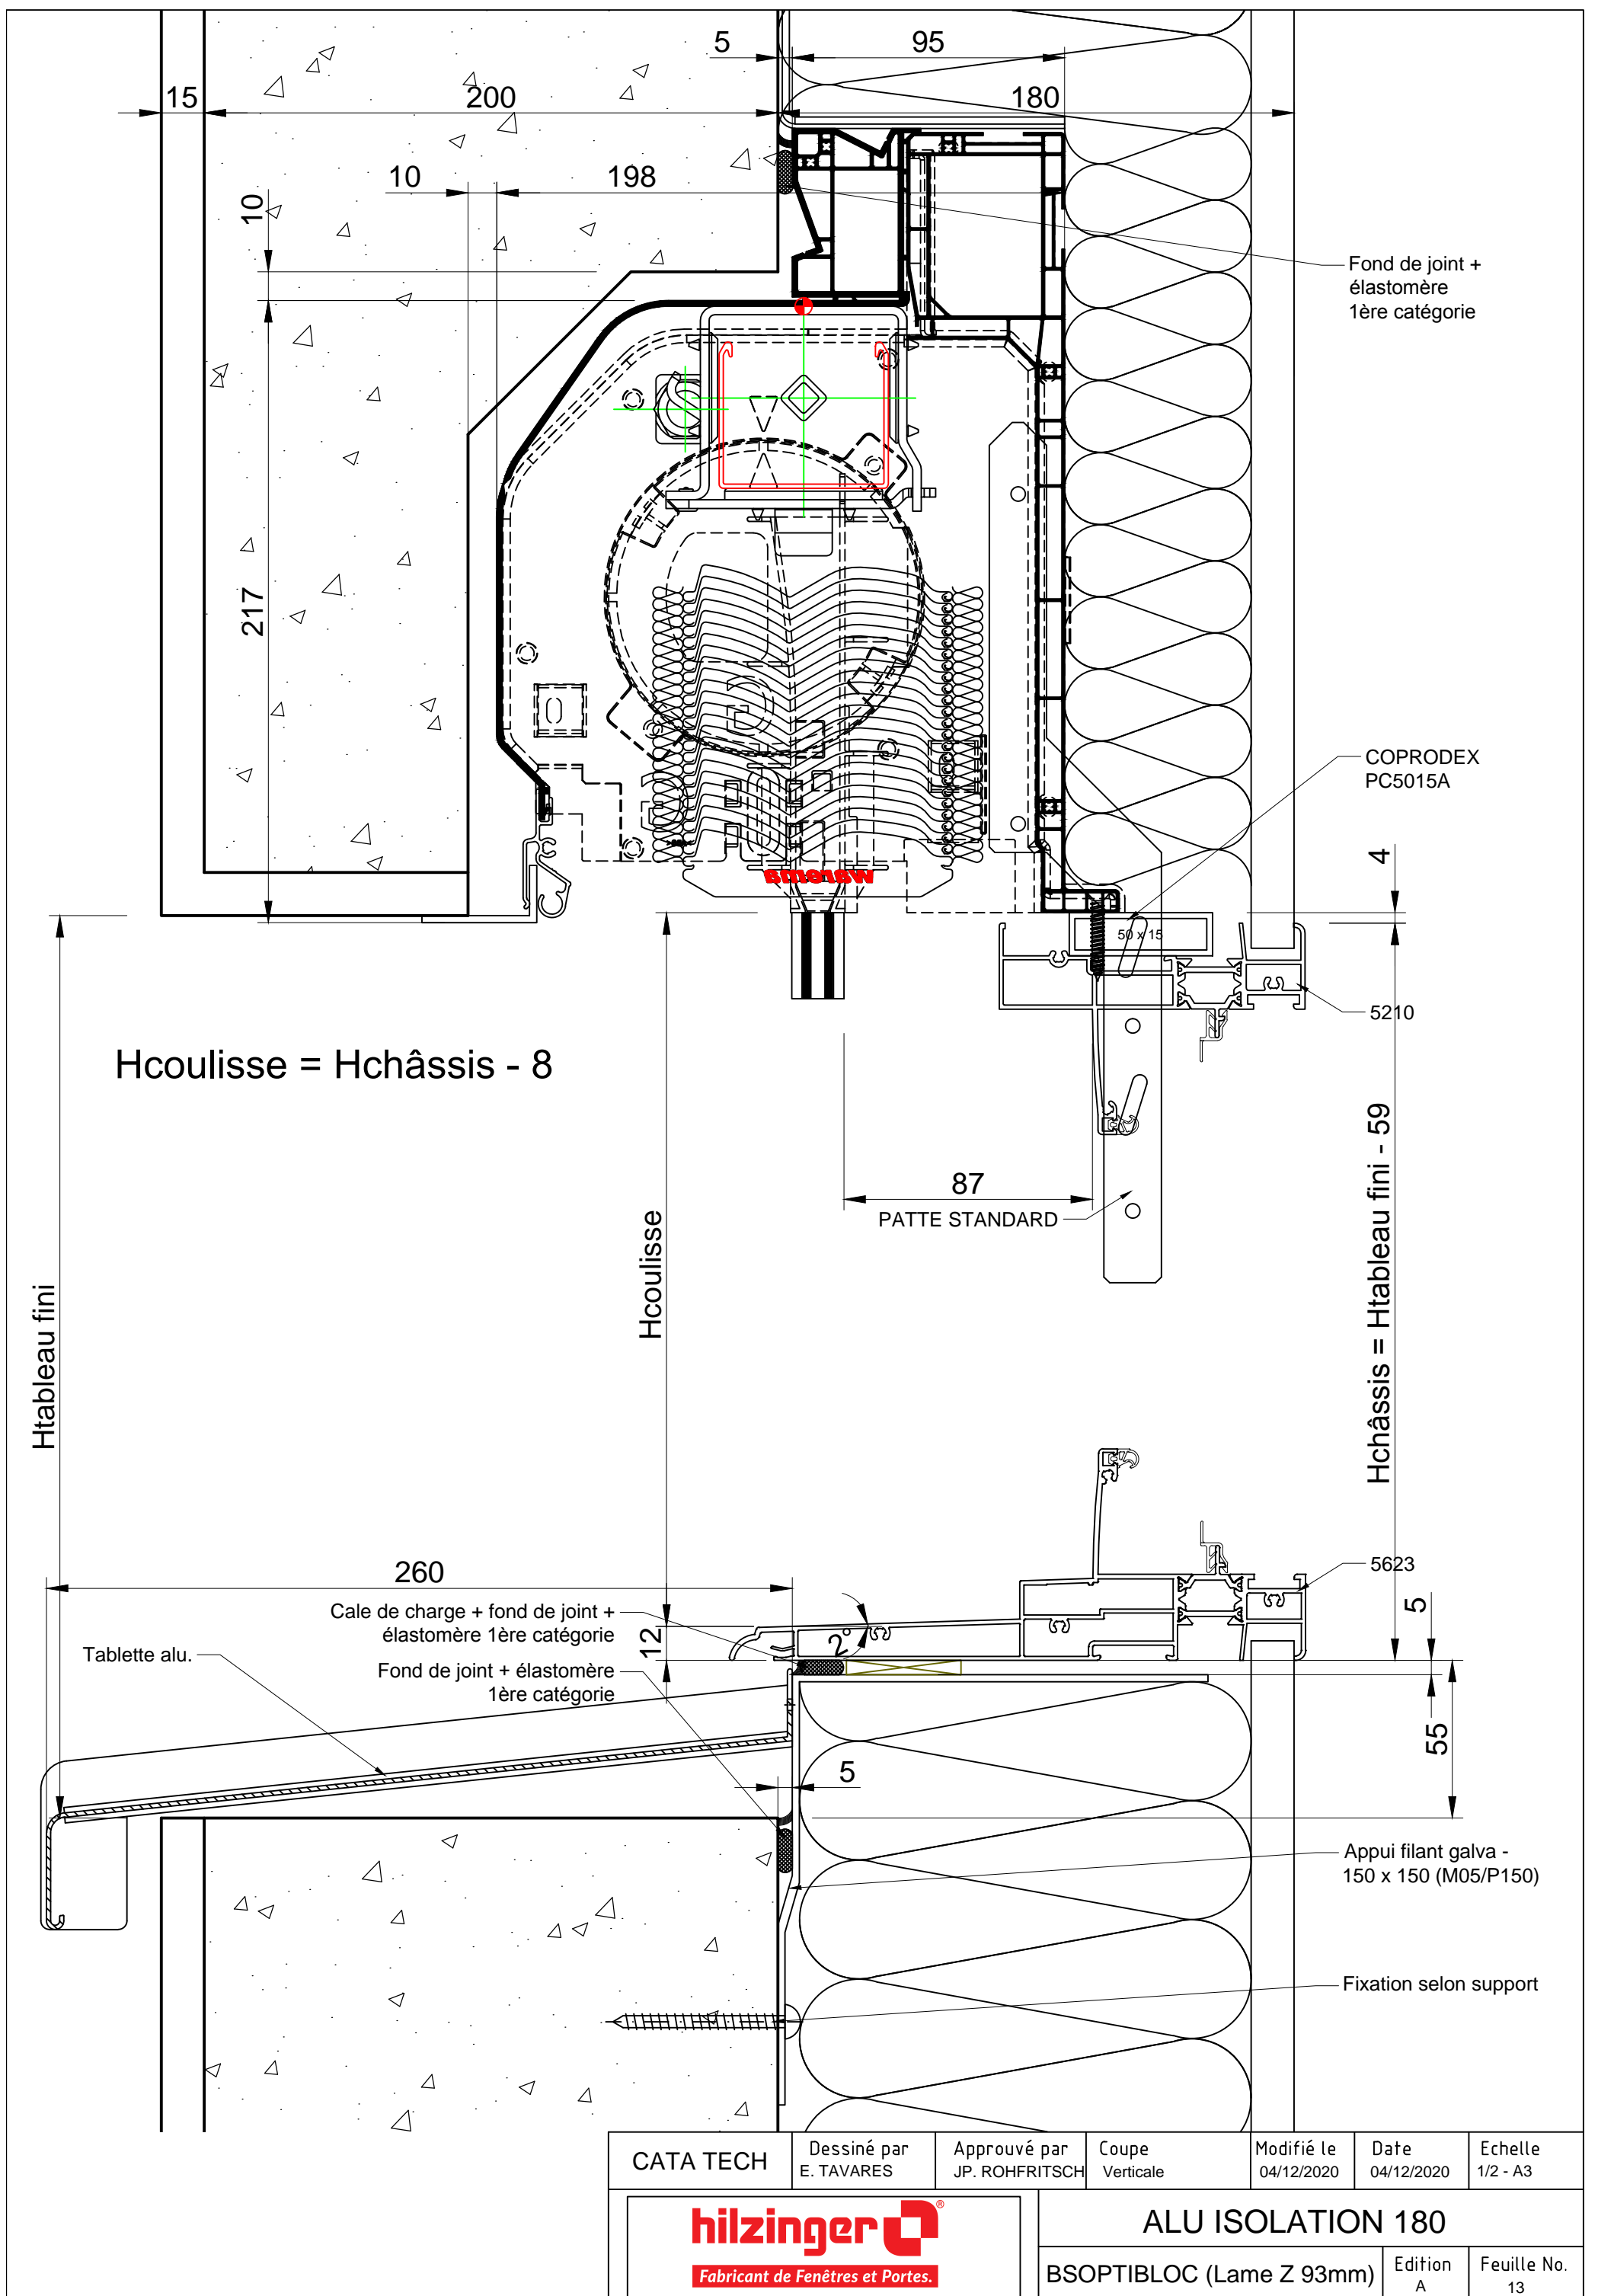 5
95
15
200
180
10
198
10
Fond de joint +
élastomère
1ère catégorie
217
COPRODEX
PC5015A
4
warema
50 x 15
5210
Hcoulisse = Hchâssis - 8
87
PATTE STANDARD
Hcoulisse
Htableau fini
Hchâssis = Htableau fini - 59
260
5623
5
Cale de charge + fond de joint +
élastomère 1ère catégorie
12
2°
Tablette alu.
Fond de joint + élastomère
1ère catégorie
55
5
Appui filant galva -
150 x 150 (M05/P150)
Fixation selon support
CATA TECH
Dessiné par
E. TAVARES
Approuvé par
JP. ROHFRITSCH
Coupe
Verticale
Modifié le
04/12/2020
Date
04/12/2020
Echelle
1/2 - A3
hilzinger ®
Fabricant de Fenêtres et Portes.
ALU ISOLATION 180
BSOPTIBLOC (Lame Z 93mm)
Edition
A
Feuille No.
13